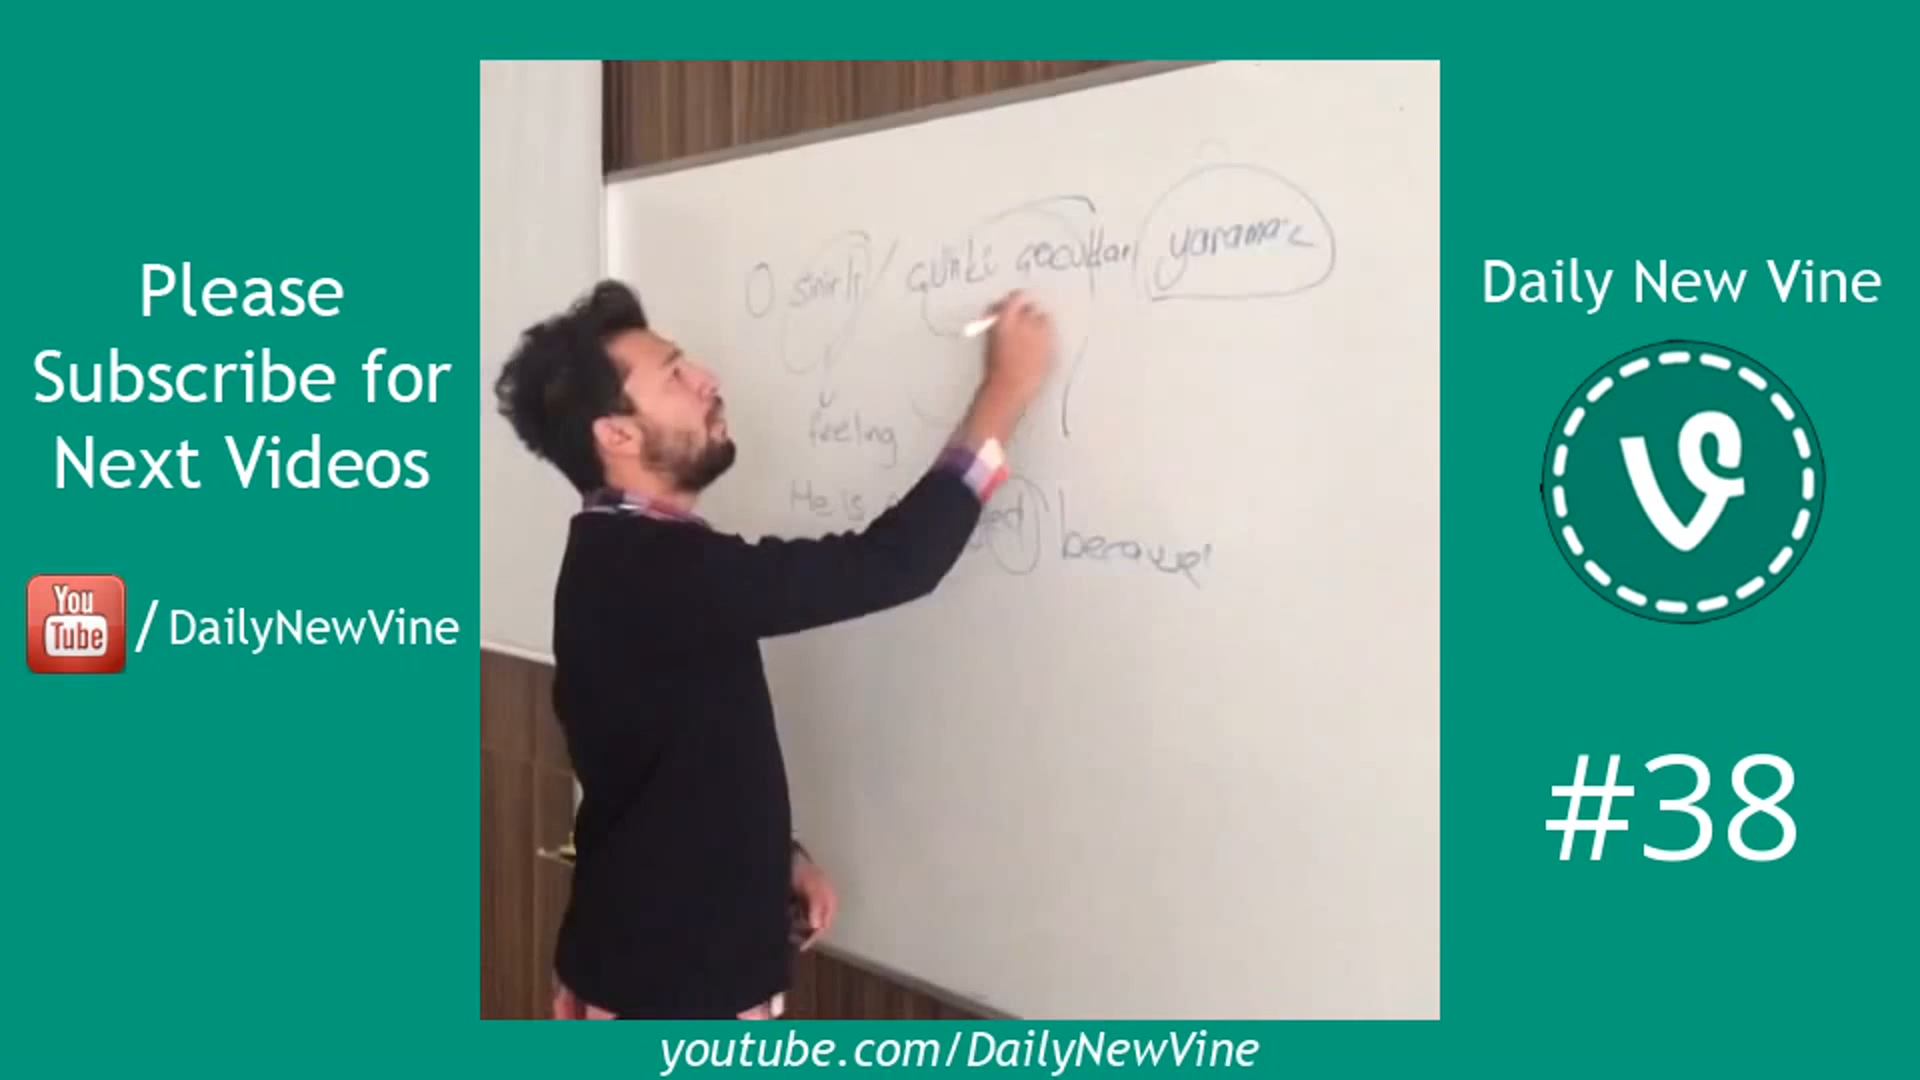 Please
Subscribe for
Next Videos
You
Tube
/DailyNewVine
O sinirli / çünkü çocukları yaramaz
feeling
He is
because
Daily New Vine
#38
youtube.com/DailyNewVine